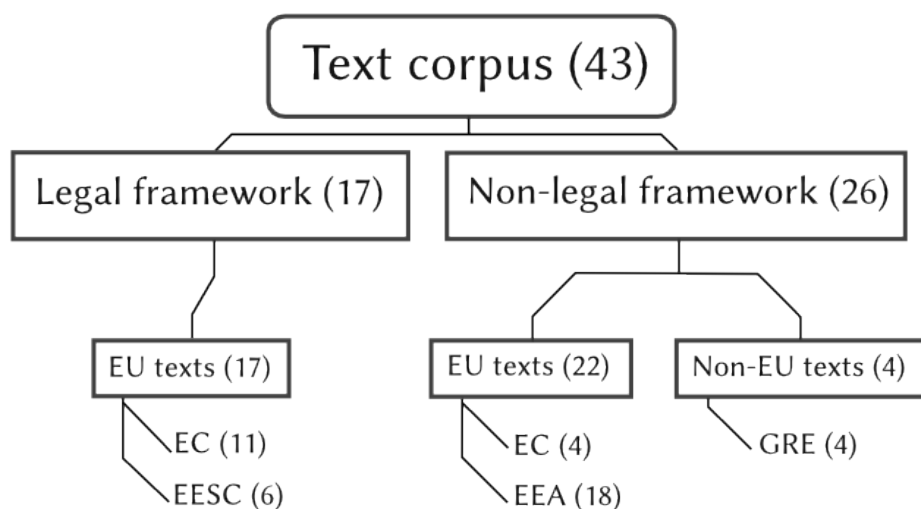 Text corpus (43)
Legal framework (17)
Non-legal framework (26)
EU texts (17)
EU texts (22)
Non-EU texts (4)
EC (11)
EC (4)
GRE (4)
EESC (6)
EEA (18)